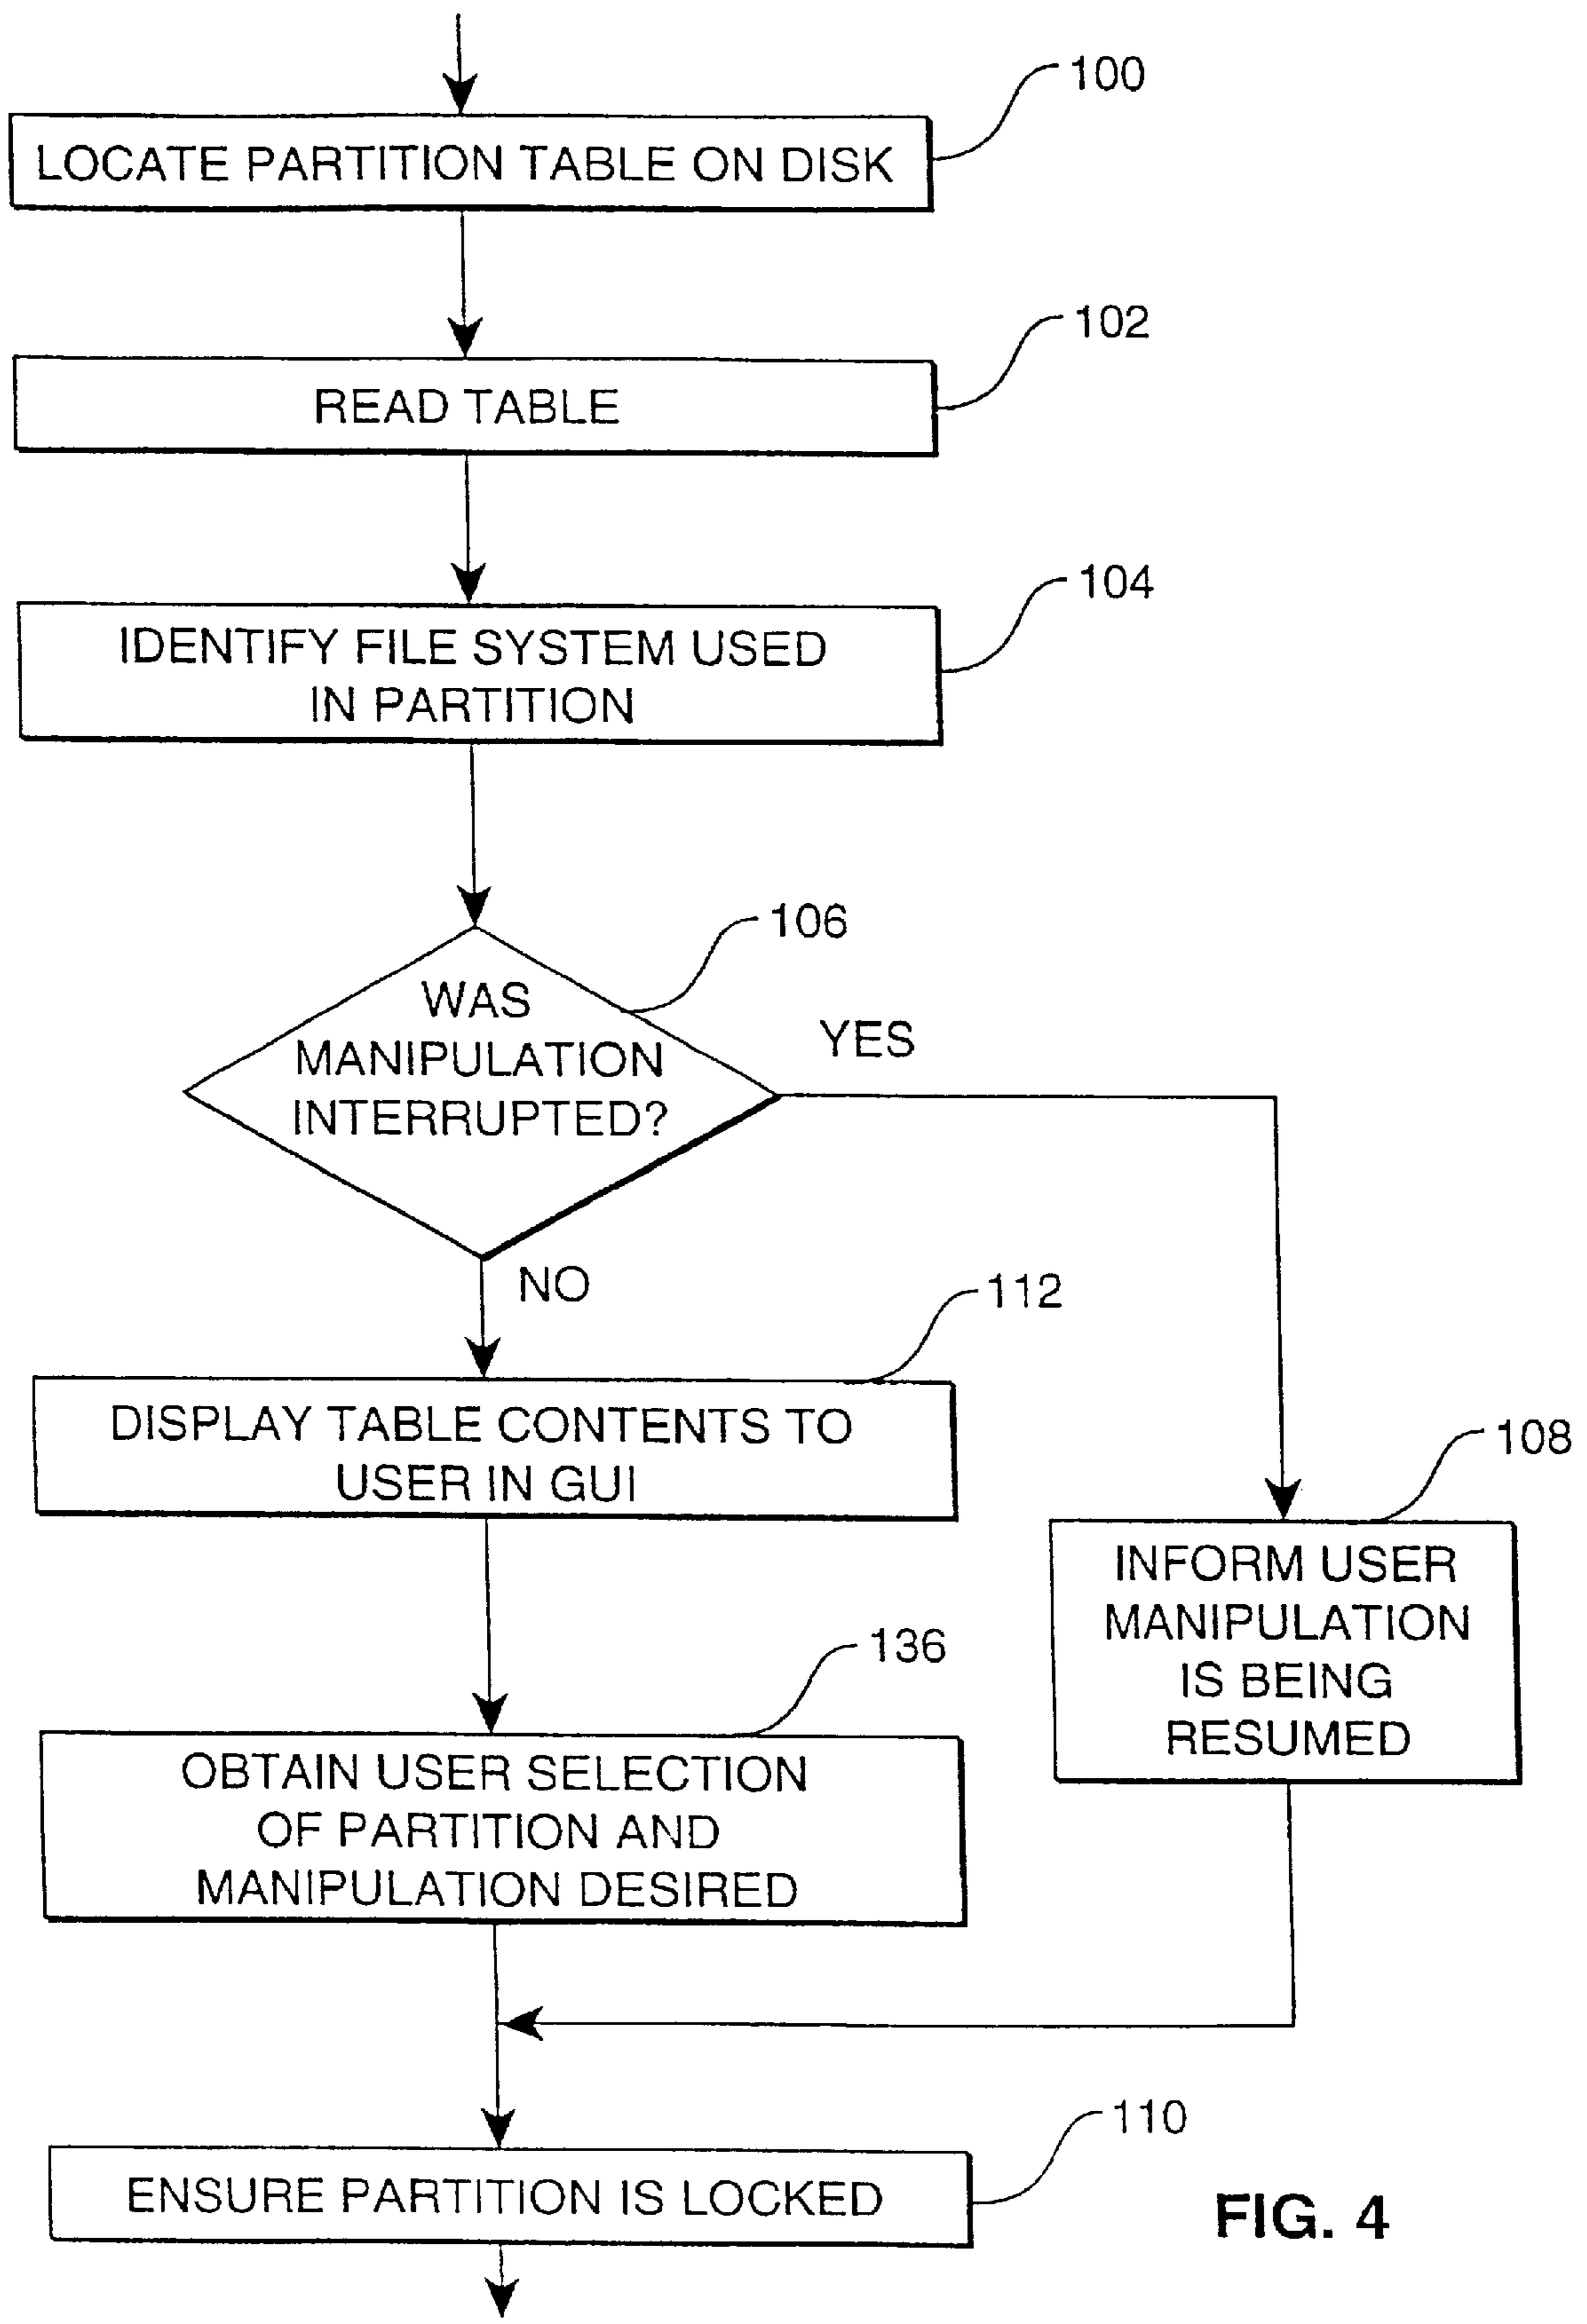 100
LOCATE PARTITION TABLE ON DISK
102
READ TABLE
104
IDENTIFY FILE SYSTEM USED
IN PARTITION
106
WAS
MANIPULATION
INTERRUPTED?
YES
NO
112
DISPLAY TABLE CONTENTS TO
USER IN GUI
108
INFORM USER
MANIPULATION
IS BEING
RESUMED
136
OBTAIN USER SELECTION
OF PARTITION AND
MANIPULATION DESIRED
110
ENSURE PARTITION IS LOCKED
FIG. 4